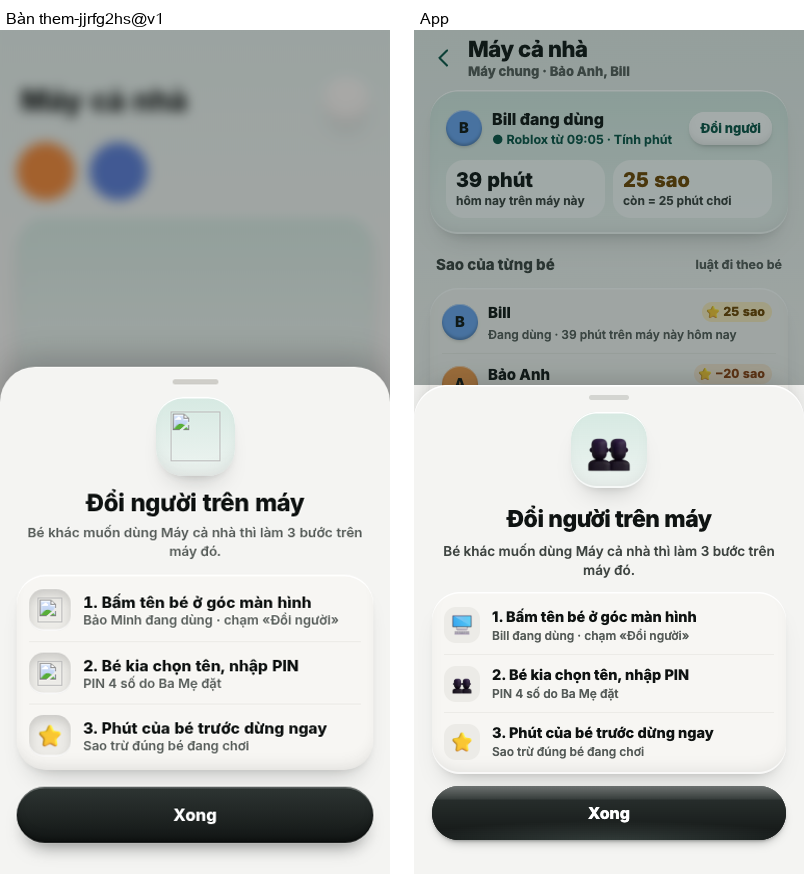 Bản them-jjrfg2hs@v1
Máy cả nhà
Đổi người trên máy
Bé khác muốn dùng Máy cả nhà thì làm 3 bước trên
máy đó.
1. Bấm tên bé ở góc màn hình
Bảo Minh đang dùng · chạm «Đổi người»
2. Bé kia chọn tên, nhập PIN
PIN 4 số do Ba Mẹ đặt
3. Phút của bé trước dừng ngay
Sao trừ đúng bé đang chơi
Xong
App
Máy cả nhà
Máy chung · Bảo Anh, Bill
B
Bill đang dùng
Roblox từ 09:05 · Tính phút
Đổi người
39 phút
hôm nay trên máy này
25 sao
còn = 25 phút chơi
Sao của từng bé
luật đi theo bé
B
Bill
25 sao
Đang dùng · 39 phút trên máy này hôm nay
A
Bảo Anh
−20 sao
Đổi người trên máy
Bé khác muốn dùng Máy cả nhà thì làm 3 bước trên
máy đó.
1. Bấm tên bé ở góc màn hình
Bill đang dùng · chạm «Đổi người»
2. Bé kia chọn tên, nhập PIN
PIN 4 số do Ba Mẹ đặt
3. Phút của bé trước dừng ngay
Sao trừ đúng bé đang chơi
Xong